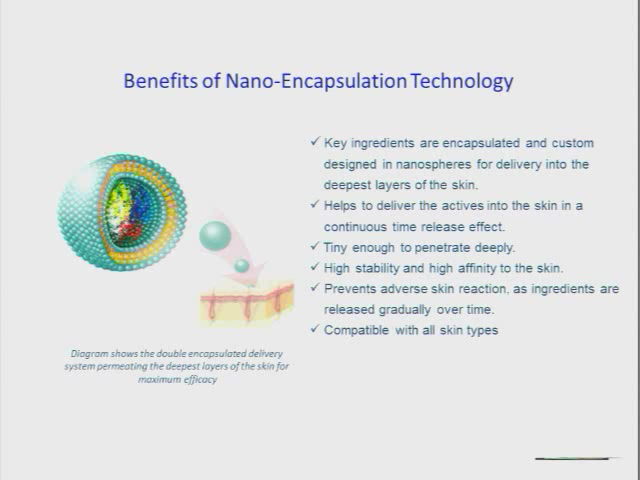 Benefits of Nano-Encapsulation Technology
✓ Key ingredients are encapsulated and custom
designed in nanospheres for delivery into the
deepest layers of the skin.
✓ Helps to deliver the actives into the skin in a
continuous time release effect.
✓ Tiny enough to penetrate deeply.
✓ High stability and high affinity to the skin.
✓ Prevents adverse skin reaction, as ingredients are
released gradually over time.
✓ Compatible with all skin types
Diagram shows the double encapsulated delivery
system permeating the deepest layers of the skin for
maximum efficacy